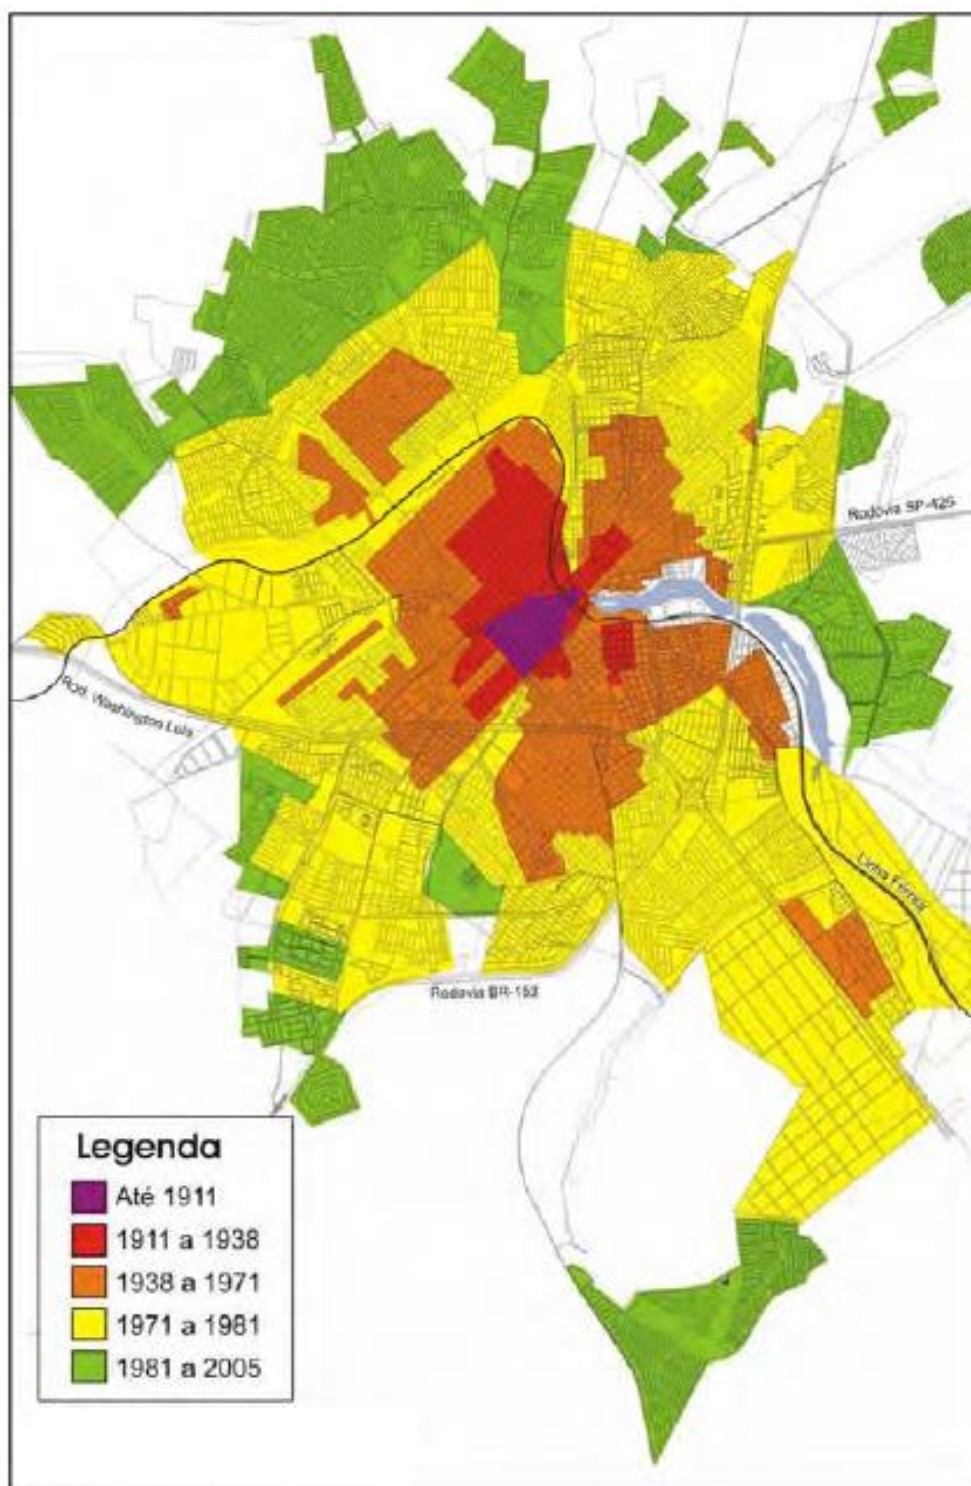 Rodovia SP-425
Rod. Washington Luis
Linha Férrea
Rodovia BR-153
Legenda
Até 1911
1911 a 1938
1938 a 1971
1971 a 1981
1981 a 2005